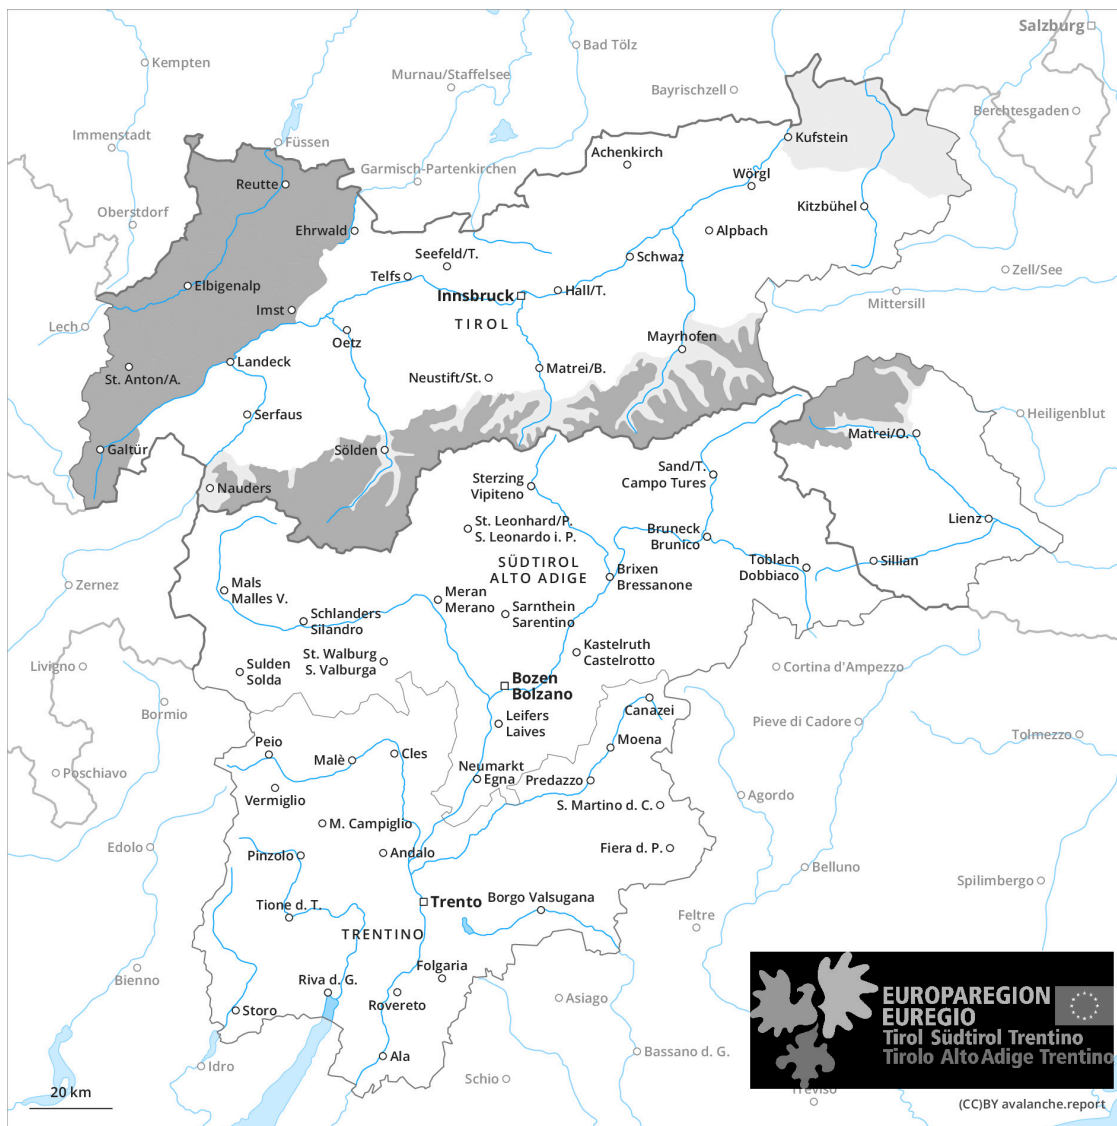 Salzburg
Bad Tölz
Kempten
Murnau/Staffelsee
Bayrischzell
Berchtesgaden
Immenstadt
Füssen
Kufstein
Achenkirch
Garmisch-Partenkirchen
Wörgl
Reutte
Kitzbühel
Oberstdorf
Ehrwald
Alpbach
Seefeld/T.
Schwaz
Zell/See
Telfs
Elbigenalp
Innsbruck
Hall/T.
Mittersill
Imst
TIROL
Lech
Oetz
Mayrhofen
Landeck
St. Anton/A.
Neustift/St.
Matrei/B.
Serfaus
Heiligenblut
Matrei/O.
Galtür
Sölden
Sand/T.
Campo Tures
Sterzing
Vipiteno
Nauders
St. Leonhard/P.
S. Leonardo i. P.
Lienz
Bruneck
Brunico
SÜDTIROL
ALTO ADIGE
Toblach
Dobbiaco
Sillian
Brixen
Bressanone
Zernez
Mals
Malles V.
Meran
Merano
Schlanders
Silandro
Sarnthein
Sarentino
Kastelruth
Castelrotto
St. Walburg
S. Valburga
Livigno
Sulden
Solda
Cortina d'Ampezzo
Bozen
Bolzano
Canazei
Bormio
Leifers
Laives
Pieve di Cadore
Tolmezzo
Moena
Peio
Cles
Malè
Neumarkt
Egna
Predazzo
Poschiavo
Vermiglio
Agordo
S. Martino d. C.
M. Campiglio
Edolo
Pinzolo
Andalo
Fiera d. P.
Belluno
Spilimbergo
Tione d. T.
Trento
Borgo Valsugana
Feltre
TRENTINO
Bienno
Folgaria
Riva d. G.
Rovereto
Asiago
Storo
EUROPAREGION
EUREGIO
Tirol Südtirol Trentino
Tirolo Alto Adige Trentino
Ala
Bassano d. G.
Idro
Schio
Treviso
20 km
(CC)BY avalanche.report